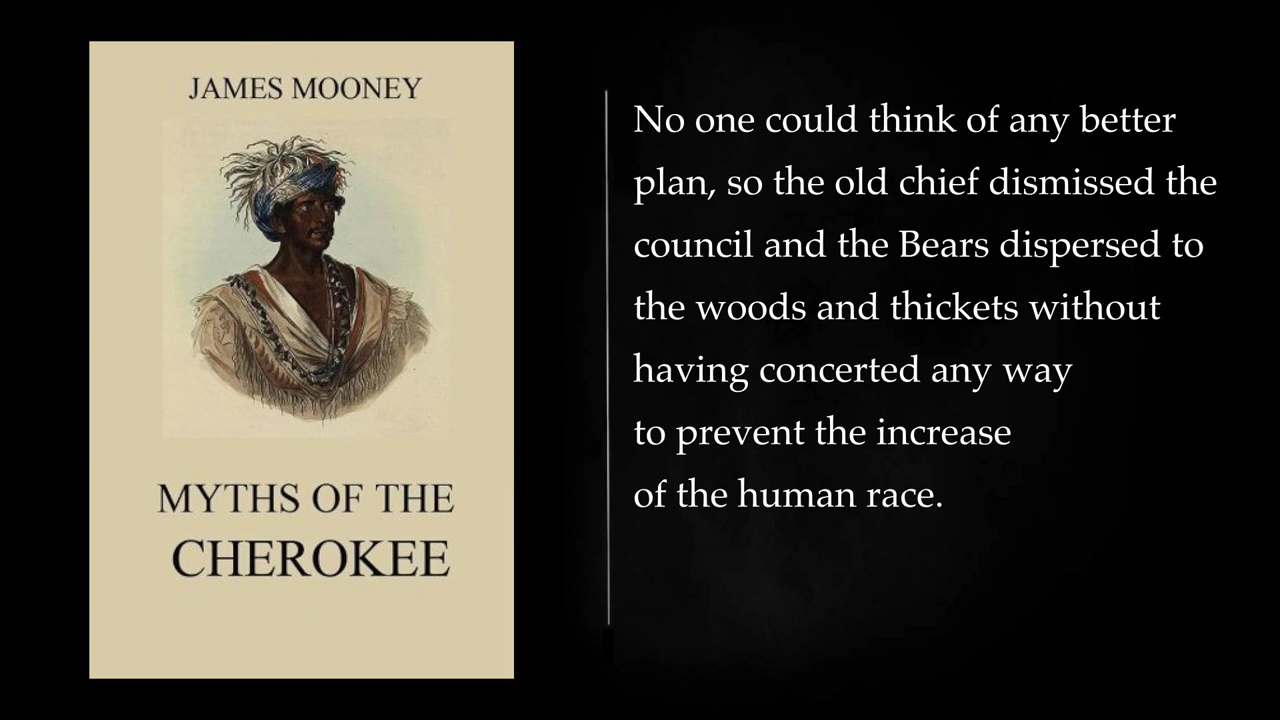 JAMES MOONEY
MYTHS OF THE
CHEROKEE
No one could think of any better
plan, so the old chief dismissed the
council and the Bears dispersed to
the woods and thickets without
having concerted any way
to prevent the increase
of the human race.